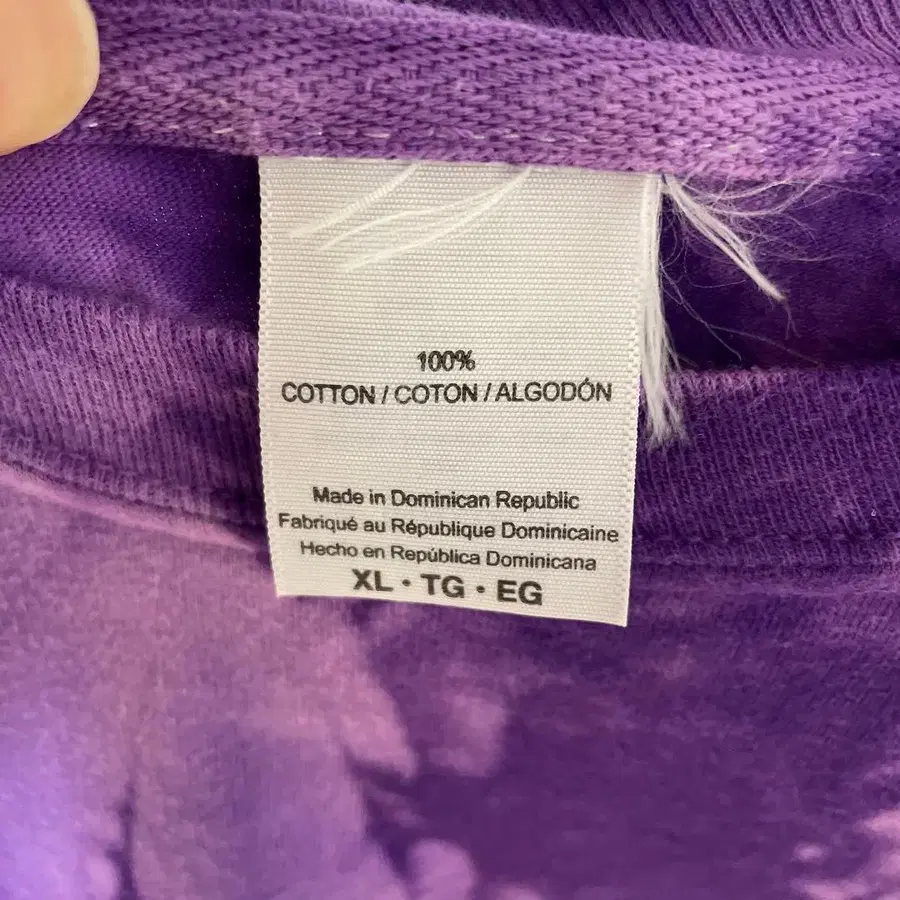 100%
COTTON / COTON / ALGODÓN
Made in Dominican Republic
Fabriqué au République Dominicaine
Hecho en República Dominicana
XL • TG • EG